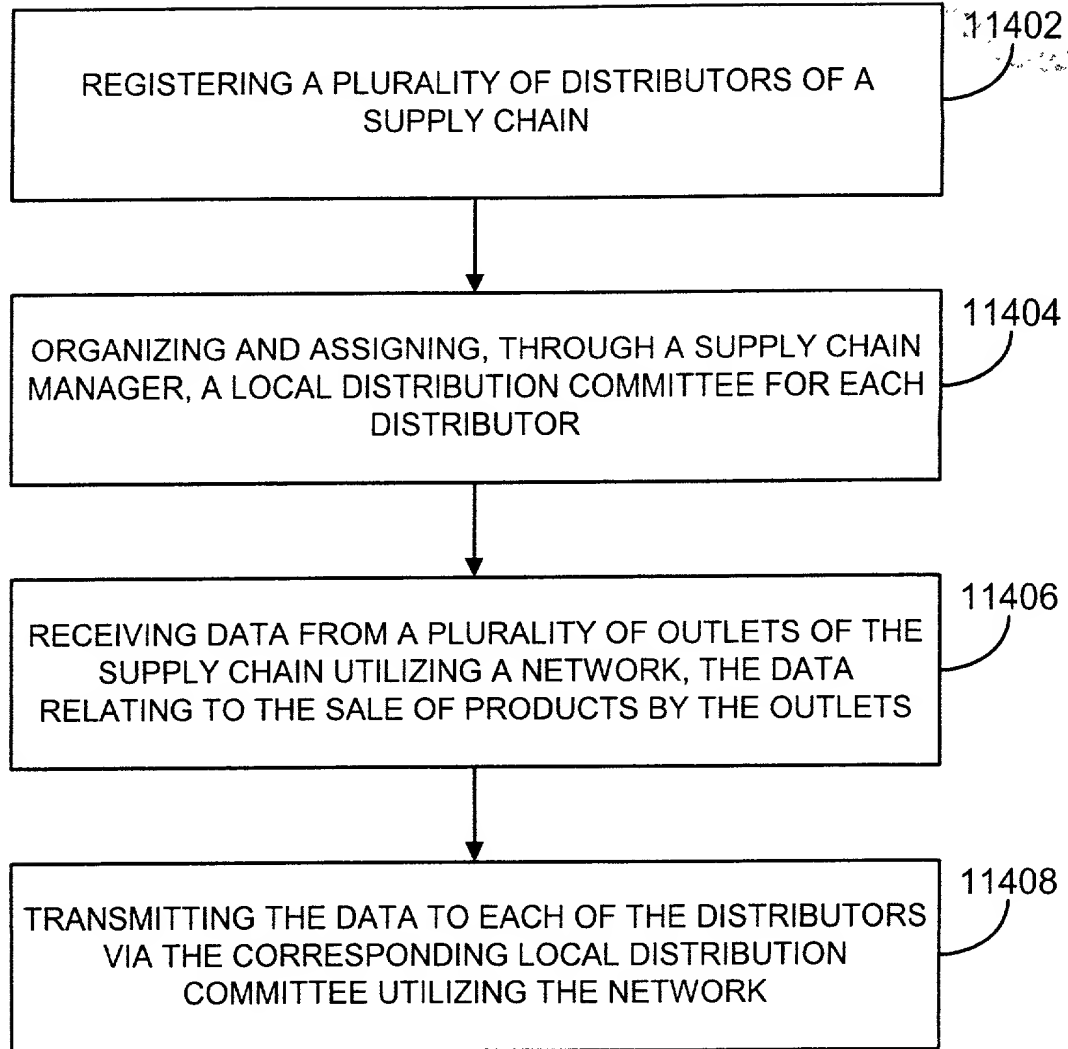 11402
REGISTERING A PLURALITY OF DISTRIBUTORS OF A
SUPPLY CHAIN
11404
ORGANIZING AND ASSIGNING, THROUGH A SUPPLY CHAIN
MANAGER, A LOCAL DISTRIBUTION COMMITTEE FOR EACH
DISTRIBUTOR
11406
RECEIVING DATA FROM A PLURALITY OF OUTLETS OF THE
SUPPLY CHAIN UTILIZING A NETWORK, THE DATA
RELATING TO THE SALE OF PRODUCTS BY THE OUTLETS
11408
TRANSMITTING THE DATA TO EACH OF THE DISTRIBUTORS
VIA THE CORRESPONDING LOCAL DISTRIBUTION
COMMITTEE UTILIZING THE NETWORK